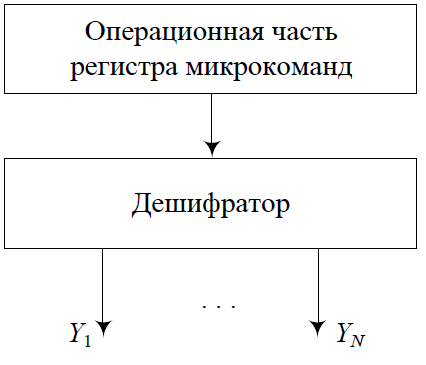 Операционная часть
регистра микрокоманд
Дешифратор
. . .
Y1 YN